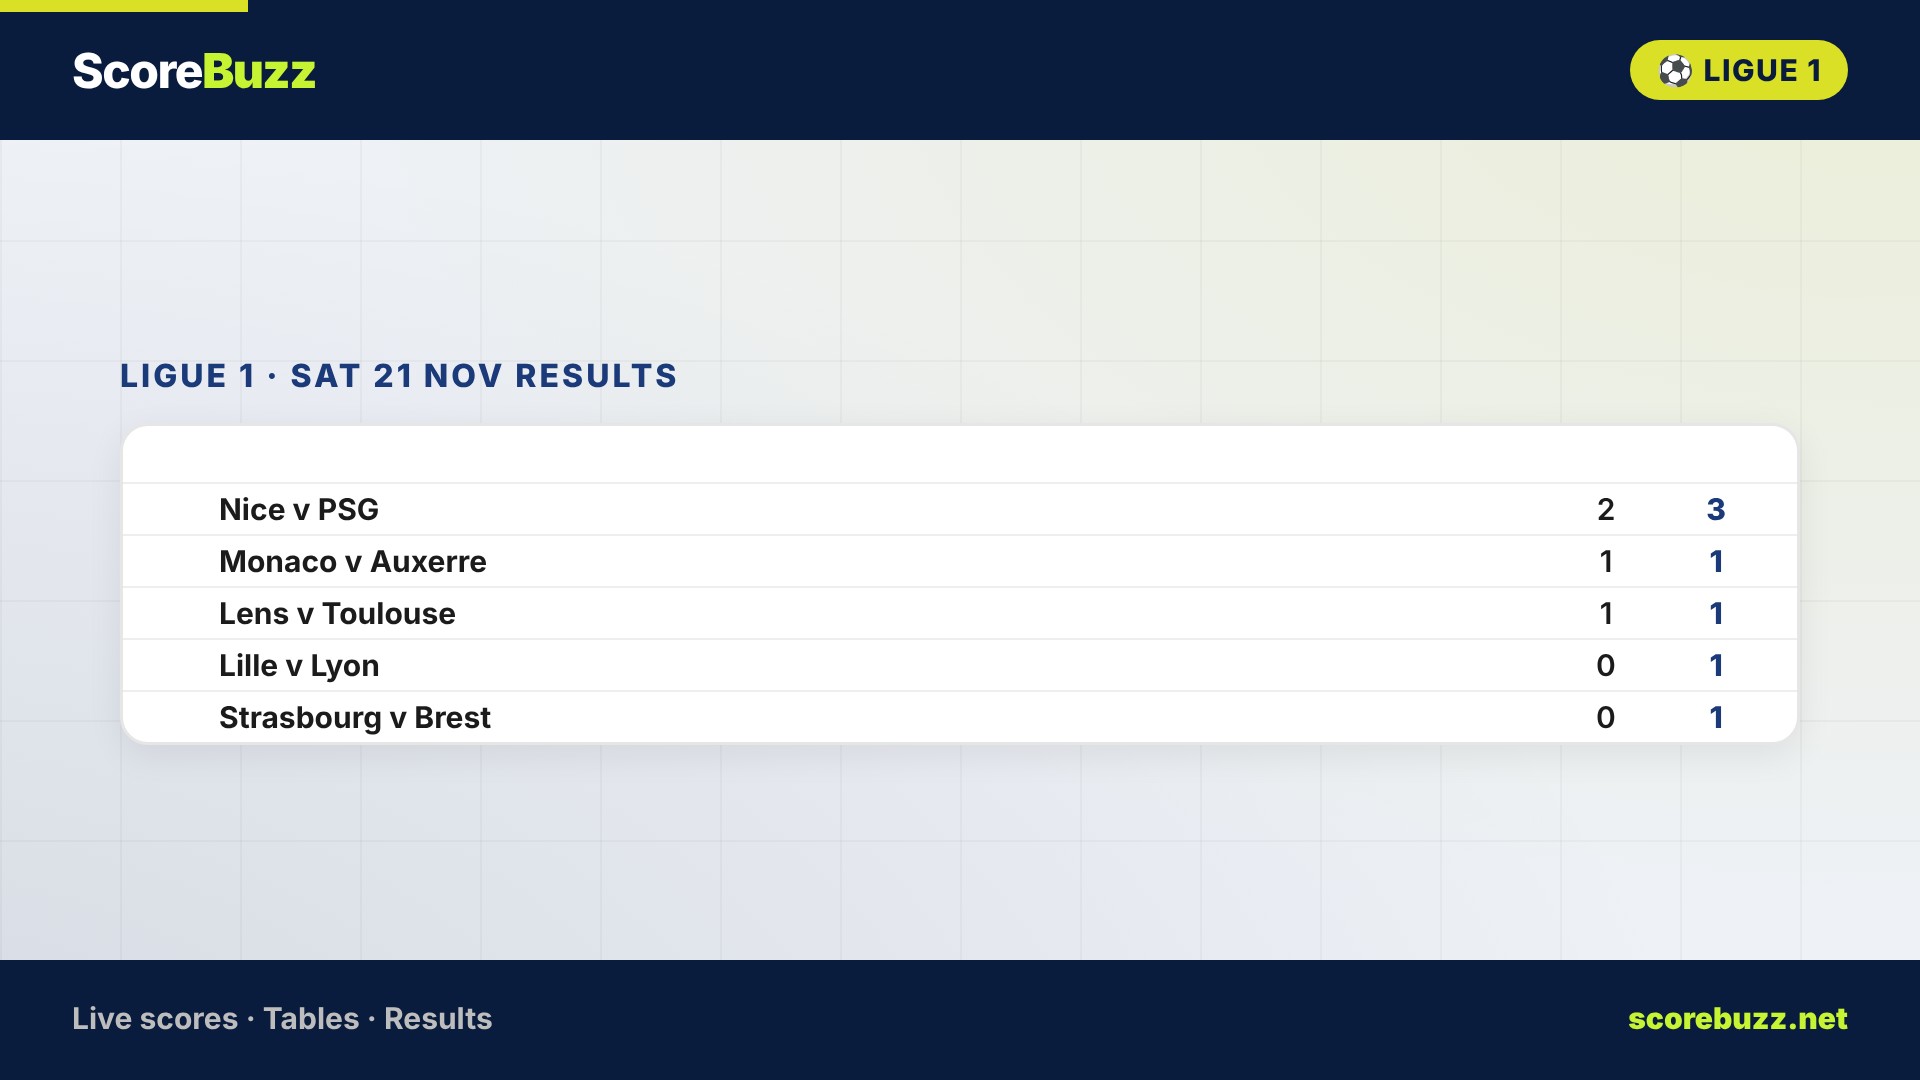 ScoreBuzz
⚽ LIGUE 1
LIGUE 1 · SAT 21 NOV RESULTS
Nice v PSG 2 3
Monaco v Auxerre 1 1
Lens v Toulouse 1 1
Lille v Lyon 0 1
Strasbourg v Brest 0 1
Live scores · Tables · Results
scorebuzz.net